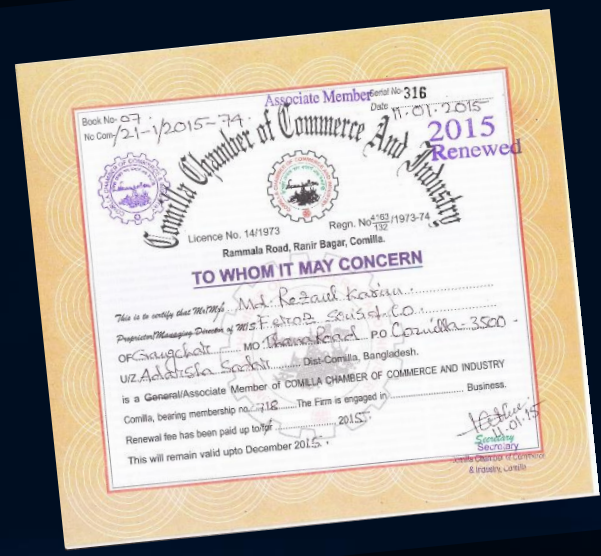 Associate Member
Serial No- 316
Book No- 07
Date 11.01.2015
No Com-/21-1/2015-74.
2015
Renewed
Comilla Chamber of Commerce And Industry
Licence No. 14/1973
Regn. No 4163/132/1973-74
Rammala Road, Ranir Bagar, Comilla.
TO WHOM IT MAY CONCERN
This is to certify that Mr/Mrs Md. Rezaul Karim
Proprietor/Managing Director of M/S. Feroz
OF Gangchar MO: Thana Road P.O Comilla-3500
U/Z. Adarsha Sadar Dist-Comilla, Bangladesh.
is a General/Associate Member of COMILLA CHAMBER OF COMMERCE AND INDUSTRY
Comilla, bearing membership no. 718 The Firm is engaged in Business.
Renewal fee has been paid up to/for 2015
This will remain valid upto December 2015.
11.01.15
Secretary
Secretary
Comilla Chamber of Commerce
& Industry, Comilla